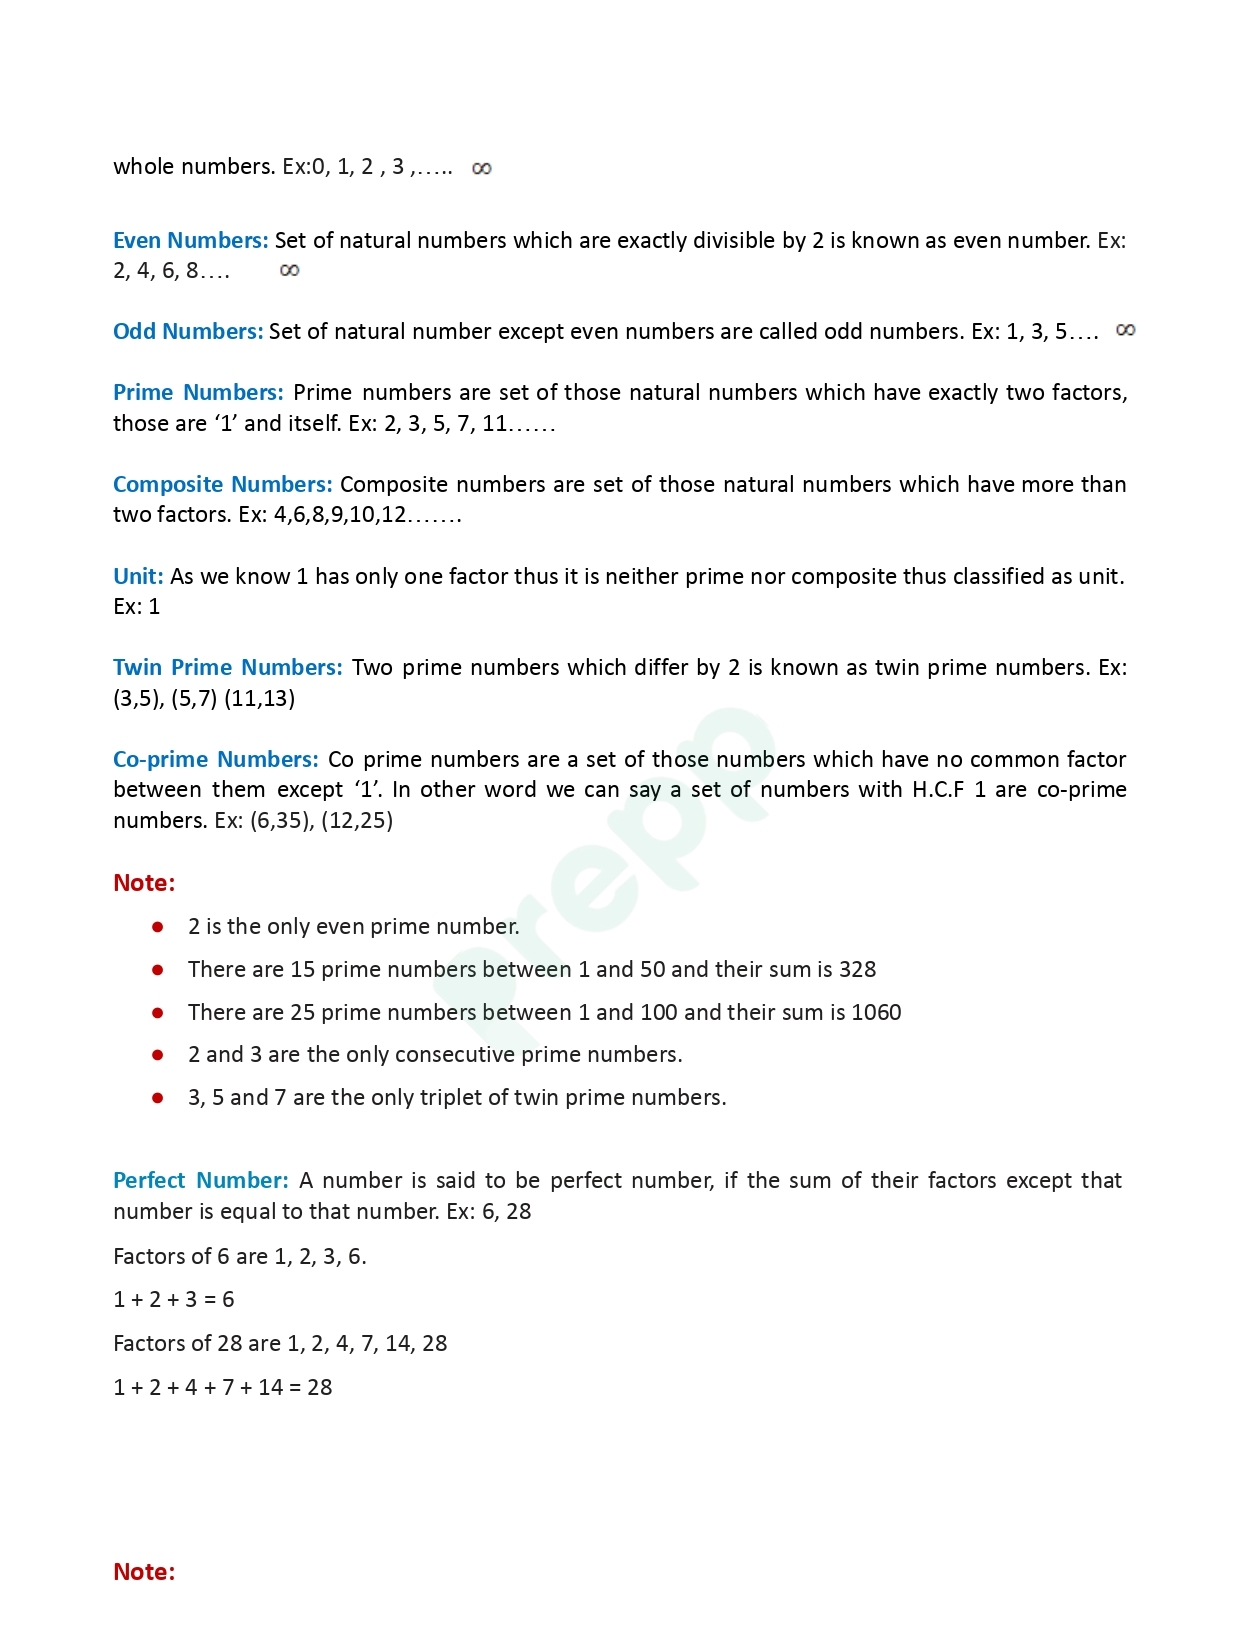 whole numbers. Ex:0, 1, 2 , 3 ,….. ∞
Even Numbers: Set of natural numbers which are exactly divisible by 2 is known as even number. Ex:
2, 4, 6, 8…. ∞
Odd Numbers: Set of natural number except even numbers are called odd numbers. Ex: 1, 3, 5…. ∞
Prime Numbers: Prime numbers are set of those natural numbers which have exactly two factors,
those are ‘1’ and itself. Ex: 2, 3, 5, 7, 11……
Composite Numbers: Composite numbers are set of those natural numbers which have more than
two factors. Ex: 4,6,8,9,10,12…….
Unit: As we know 1 has only one factor thus it is neither prime nor composite thus classified as unit.
Ex: 1
Twin Prime Numbers: Two prime numbers which differ by 2 is known as twin prime numbers. Ex:
(3,5), (5,7) (11,13)
Co-prime Numbers: Co prime numbers are a set of those numbers which have no common factor
between them except ‘1’. In other word we can say a set of numbers with H.C.F 1 are co-prime
numbers. Ex: (6,35), (12,25)
prepp
Note:
● 2 is the only even prime number.
● There are 15 prime numbers between 1 and 50 and their sum is 328
● There are 25 prime numbers between 1 and 100 and their sum is 1060
● 2 and 3 are the only consecutive prime numbers.
● 3, 5 and 7 are the only triplet of twin prime numbers.
Perfect Number: A number is said to be perfect number, if the sum of their factors except that
number is equal to that number. Ex: 6, 28
Factors of 6 are 1, 2, 3, 6.
1 + 2 + 3 = 6
Factors of 28 are 1, 2, 4, 7, 14, 28
1 + 2 + 4 + 7 + 14 = 28
Note: